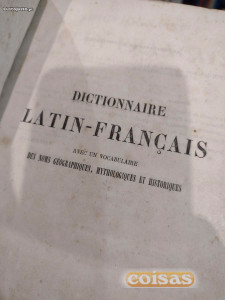 DICTIONNAIRE
LATIN-FRANÇAIS
AVEC UN VOCABULAIRE
DES NOMS GÉOGRAPHIQUES, MYTHOLOGIQUES ET HISTORIQUES
coisas